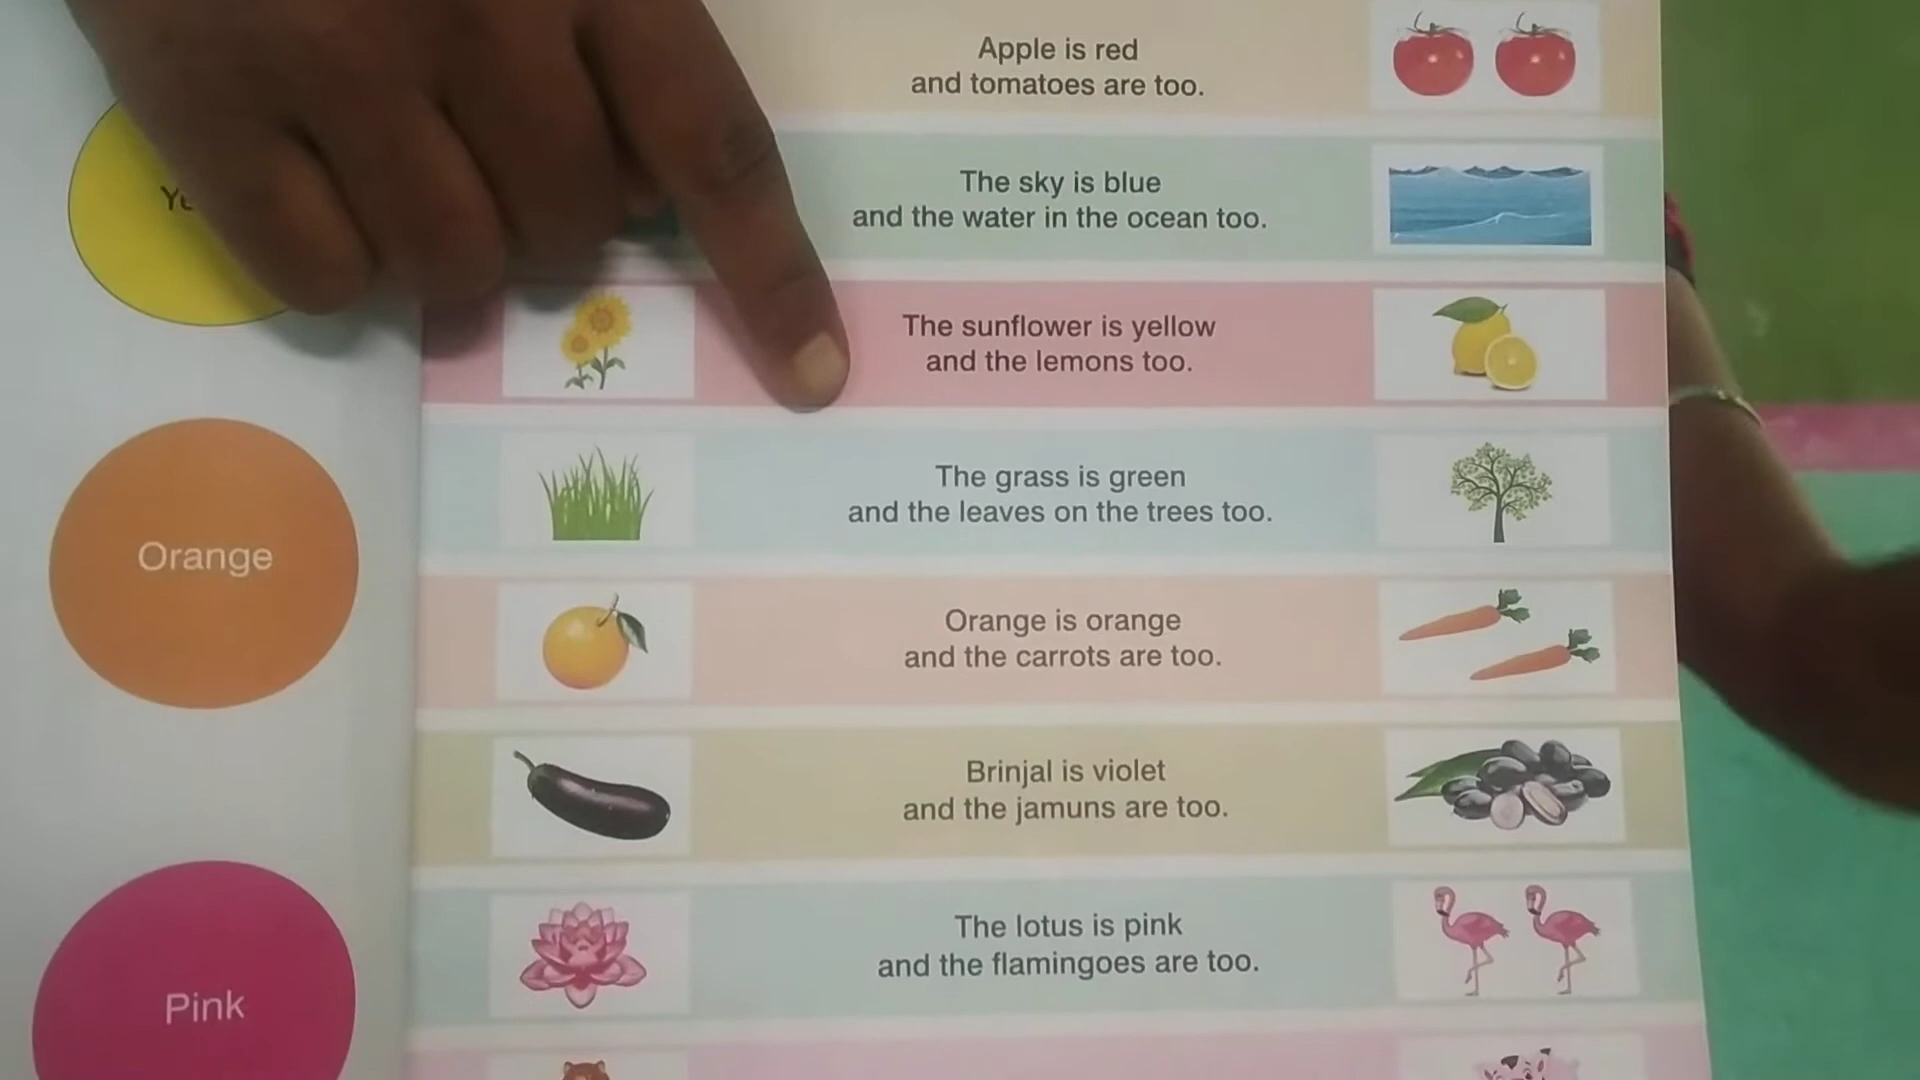 Apple is red
and tomatoes are too.
The sky is blue
and the water in the ocean too.
The sunflower is yellow
and the lemons too.
The grass is green
and the leaves on the trees too.
Orange
Orange is orange
and the carrots are too.
Brinjal is violet
and the jamuns are too.
The lotus is pink
and the flamingoes are too.
Pink